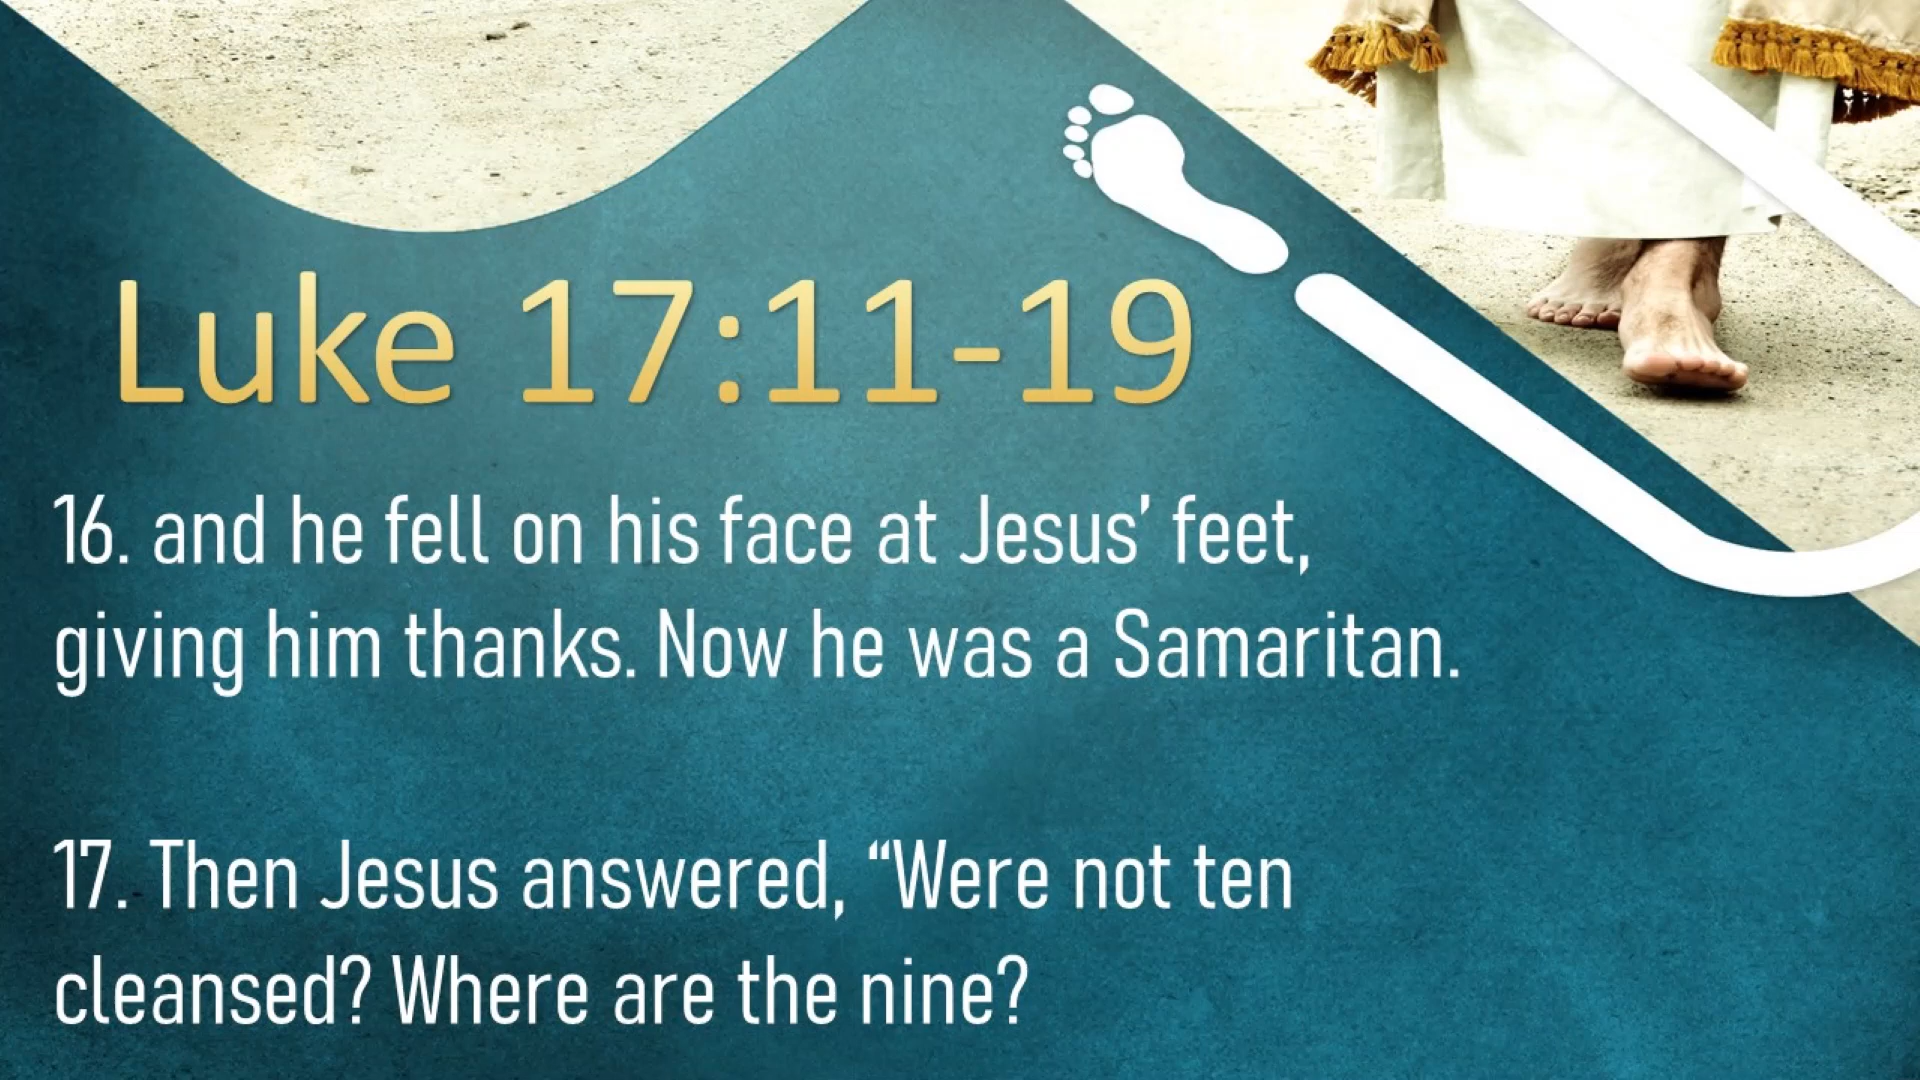 Luke 17:11-19
16. and he fell on his face at Jesus’ feet,
giving him thanks. Now he was a Samaritan.
17. Then Jesus answered, “Were not ten
cleansed? Where are the nine?